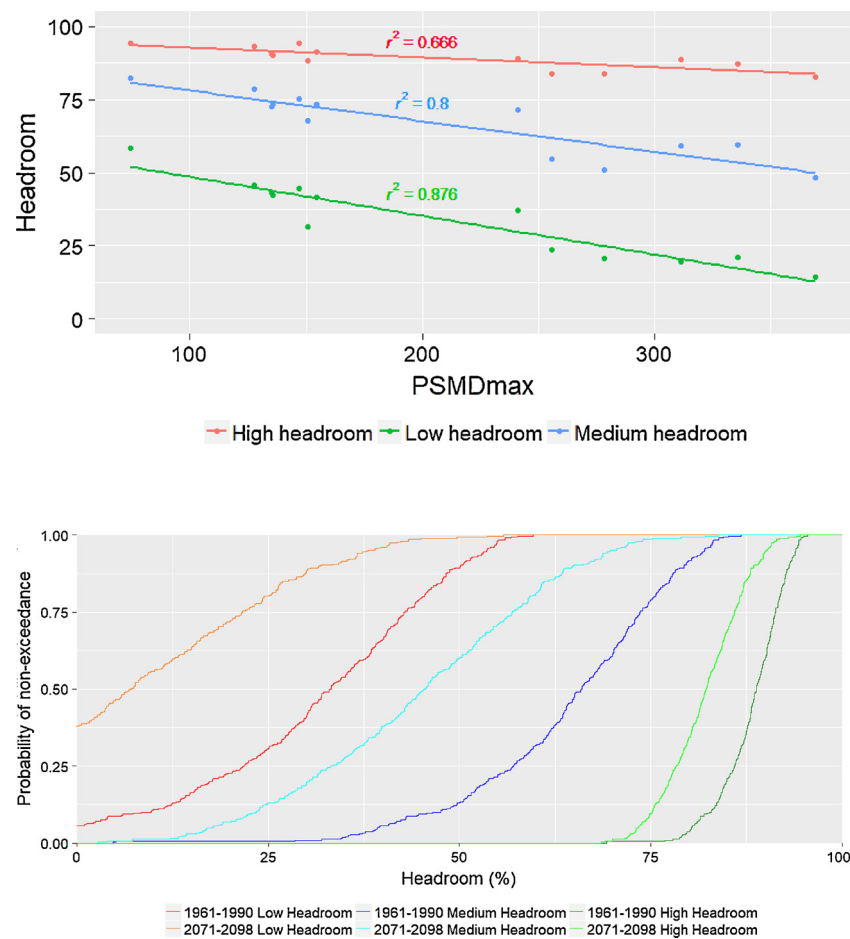 100
75
50
25
0
Headroom
r² = 0.666
r² = 0.8
r² = 0.876
100
200
300
PSMDmax
High headroom Low headroom Medium headroom
1.00
0.75
0.50
0.25
0.00
Probability of non-exceedance
0
25
50
75
100
Headroom (%)
1961-1990 Low Headroom 1961-1990 Medium Headroom 1961-1990 High Headroom
2071-2098 Low Headroom 2071-2098 Medium Headroom 2071-2098 High Headroom